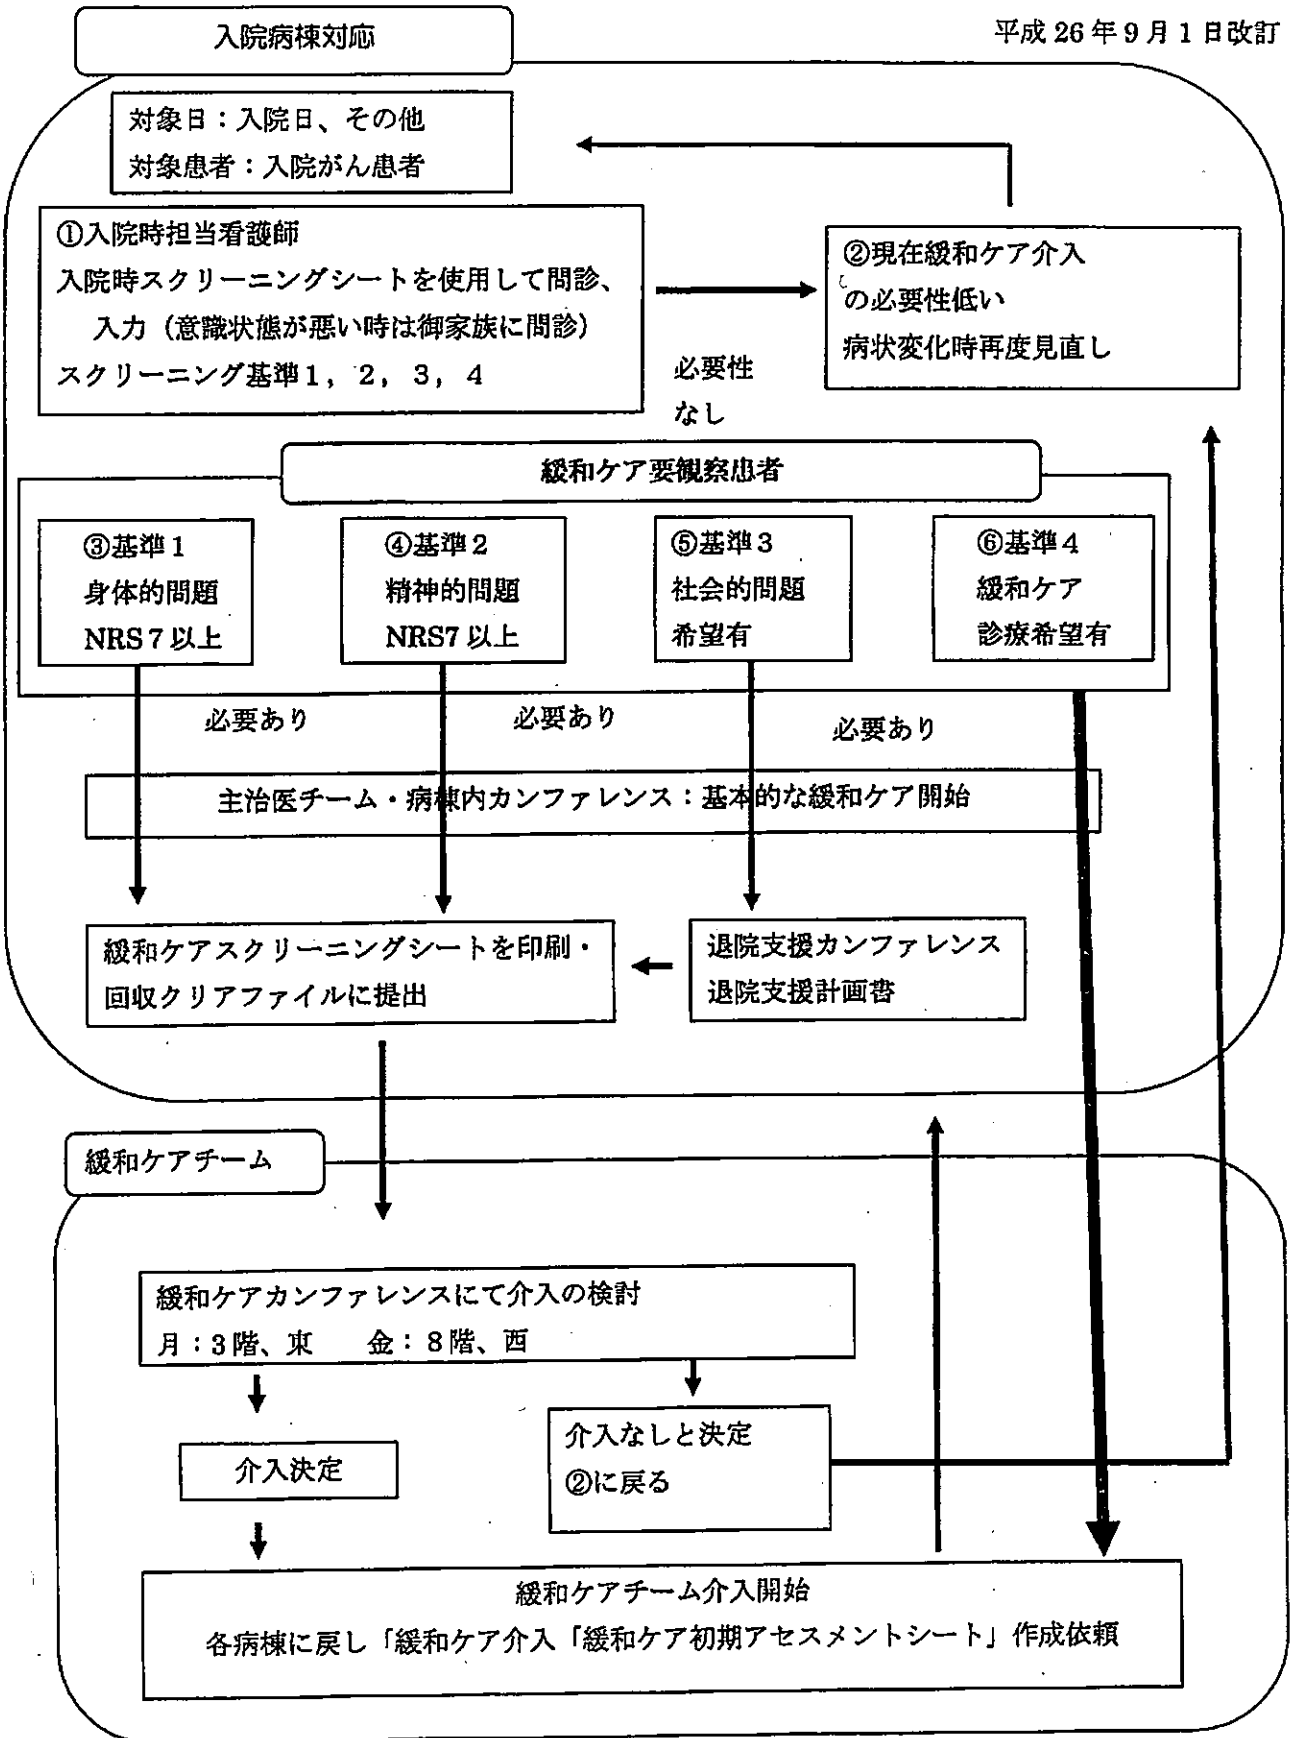 入院病棟対応
平成26年9月1日改訂
対象日：入院日、その他
対象患者：入院がん患者
①入院時担当看護師
入院時スクリーニングシートを使用して問診、
入力（意識状態が悪い時は御家族に問診）
スクリーニング基準1，2，3，4
必要性
なし
②現在緩和ケア介入
の必要性低い
病状変化時再度見直し
緩和ケア要観察患者
③基準1
身体的問題
NRS7以上
④基準2
精神的問題
NRS7以上
⑤基準3
社会的問題
希望有
⑥基準4
緩和ケア
診療希望有
必要あり
必要あり
必要あり
主治医チーム・病棟内カンファレンス：基本的な緩和ケア開始
緩和ケアスクリーニングシートを印刷・
回収クリアファイルに提出
退院支援カンファレンス
退院支援計画書
緩和ケアチーム
緩和ケアカンファレンスにて介入の検討
月：3階、東　　金：8階、西
介入決定
介入なしと決定
②に戻る
緩和ケアチーム介入開始
各病棟に戻し「緩和ケア介入「緩和ケア初期アセスメントシート」作成依頼